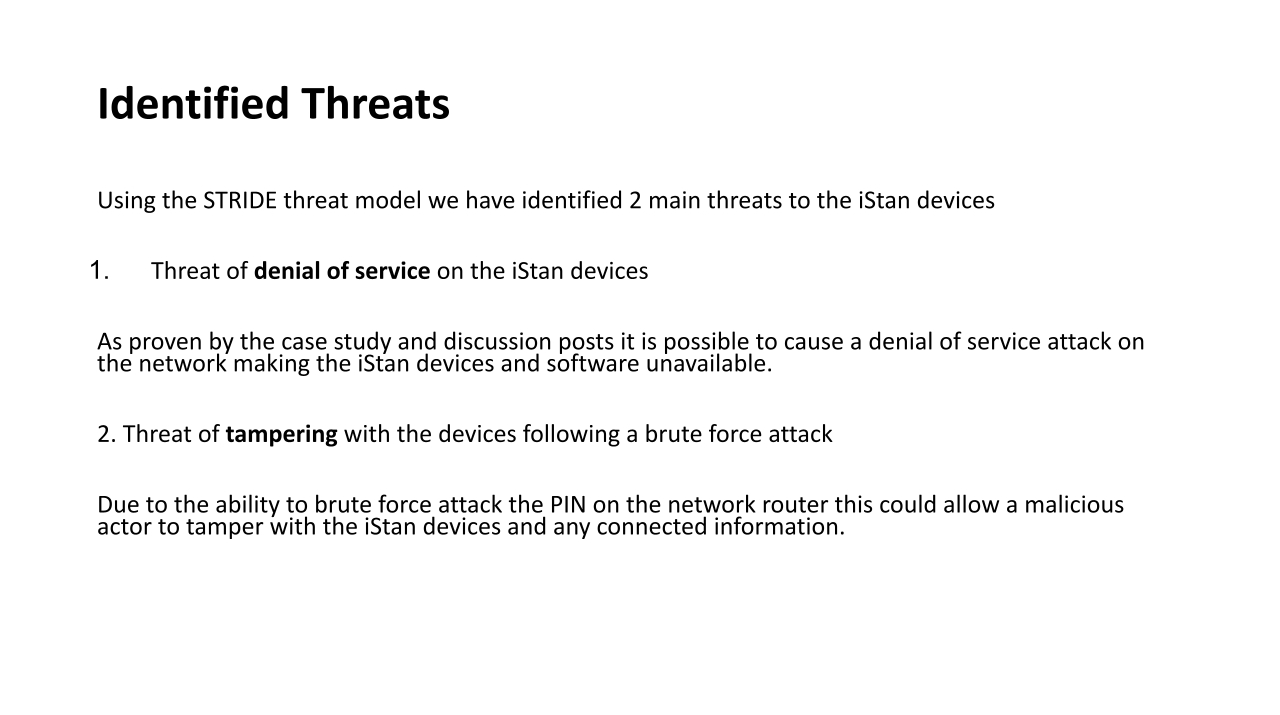 Identified Threats
Using the STRIDE threat model we have identified 2 main threats to the iStan devices
1. Threat of denial of service on the iStan devices
As proven by the case study and discussion posts it is possible to cause a denial of service attack on
the network making the iStan devices and software unavailable.
2. Threat of tampering with the devices following a brute force attack
Due to the ability to brute force attack the PIN on the network router this could allow a malicious
actor to tamper with the iStan devices and any connected information.